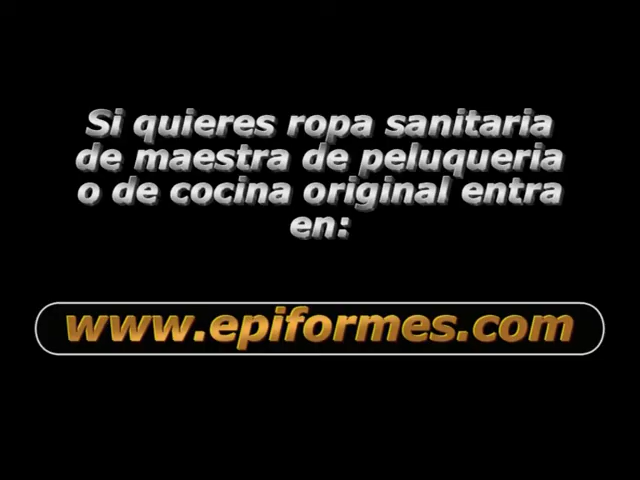 Si quieres ropa sanitaria
de maestra de peluqueria
o de cocina original entra
en:
www.epiformes.com